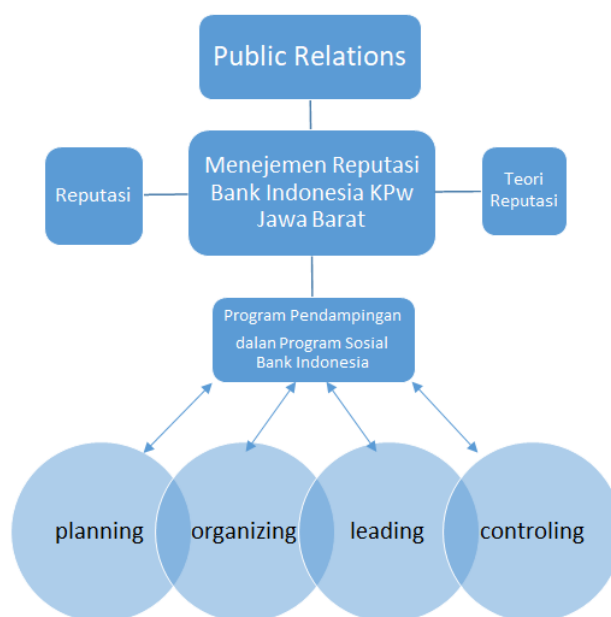 Public Relations
Menejemen Reputasi
Bank Indonesia KPw
Jawa Barat
Reputasi
Teori
Reputasi
Program Pendampingan
dalan Program Sosial
Bank Indonesia
planning
organizing
leading
controling